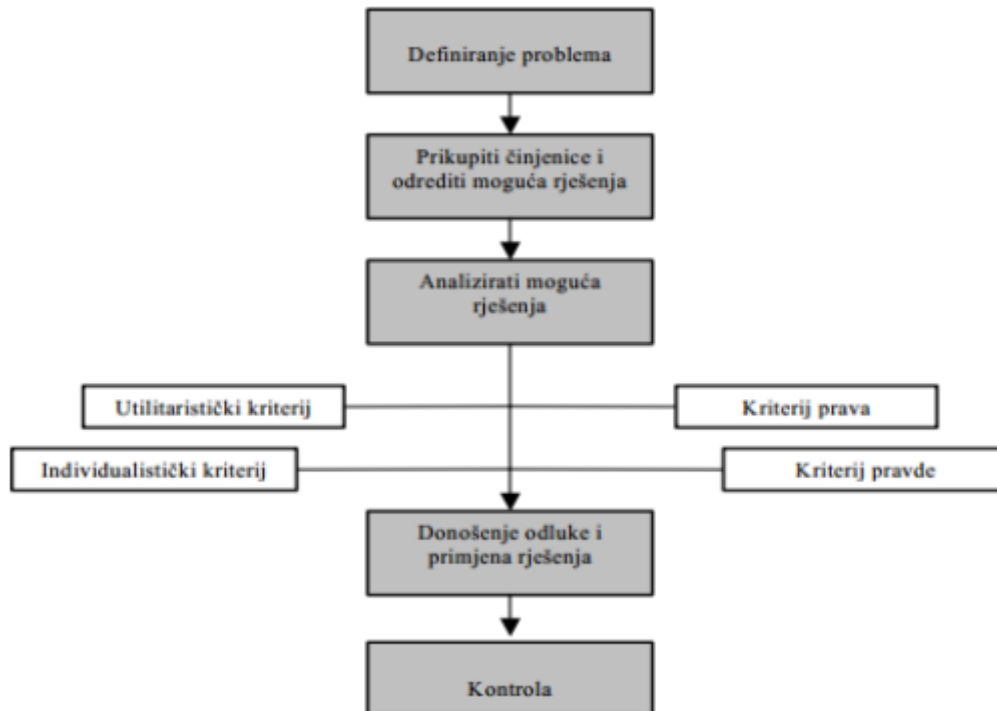 Definiranje problema
Prikupiti činjenice i
odrediti moguća rješenja
Analizirati moguća
rješenja
Utilitaristički kriterij
Kriterij prava
Individualistički kriterij
Kriterij pravde
Donošenje odluke i
primjena rješenja
Kontrola